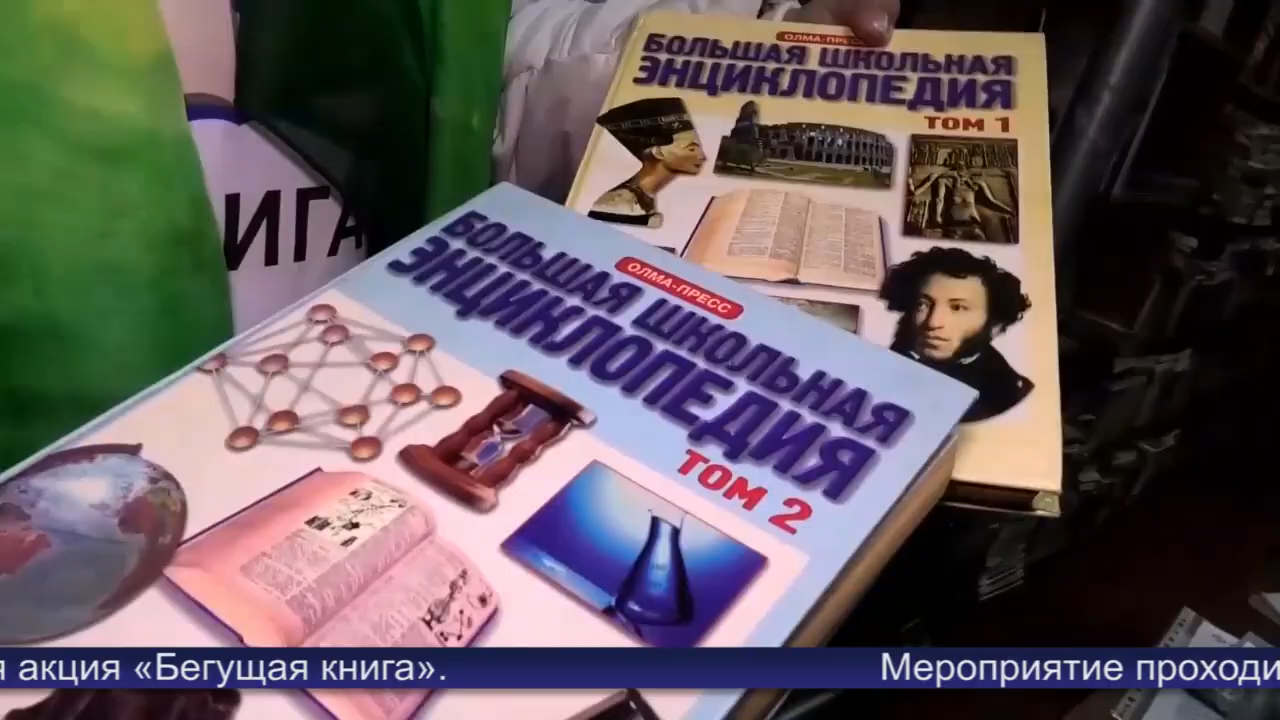 ОЛМА-ПРЕСС
БОЛЬШАЯ ШКОЛЬНАЯ
ЭНЦИКЛОПЕДИЯ
ТОМ 1
ИГА
ОЛМА-ПРЕСС
БОЛЬШАЯ ШКОЛЬНАЯ
ЭНЦИКЛОПЕДИЯ
ТОМ 2
я акция «Бегущая книга». Мероприятие проходи